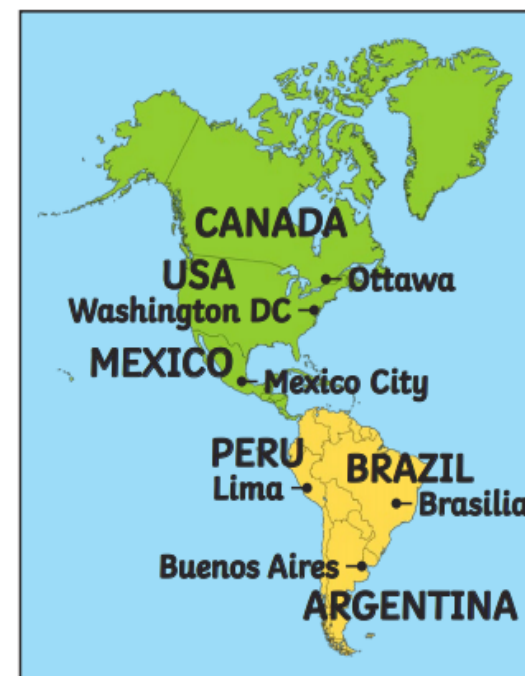 CANADA
USA
Ottawa
Washington DC
MEXICO
Mexico City
PERU
BRAZIL
Lima
Brasilia
Buenos Aires
ARGENTINA